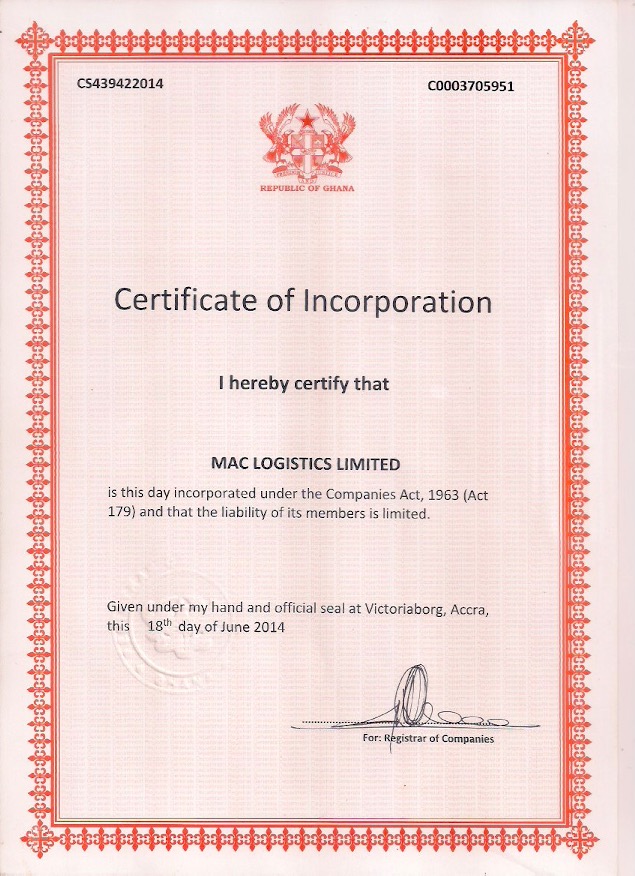 CS439422014
C0003705951
REPUBLIC OF GHANA
Certificate of Incorporation
I hereby certify that
MAC LOGISTICS LIMITED
is this day incorporated under the Companies Act, 1963 (Act
179) and that the liability of its members is limited.
Given under my hand and official seal at Victoriaborg, Accra,
this 18th day of June 2014
For: Registrar of Companies